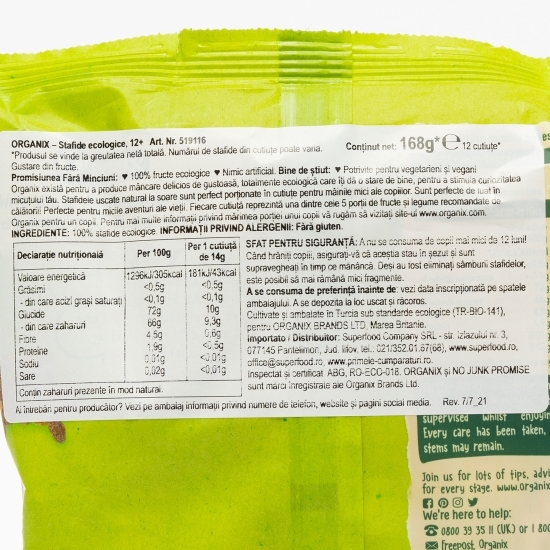 ORGANIX – Stafide ecologice, 12+ Art. Nr. 519116
*Produsul se vinde la greutatea netă totală. Numărul de stafide din cutiuțe poate varia.
Conținut net: 168g* e 12 cutiuțe*
Gustare din fructe.
Promisiunea Fără Minciuni: ♥ 100% fructe ecologice ♥ Nimic artificial. Bine de știut: ♥ Potrivite pentru vegetarieni și vegani
Organix există pentru a produce mâncare delicios de gustoasă, totalmente ecologică care îți dă o stare de bine, pentru a stimula curiozitatea
micuțului tău. Stafidele uscate natural la soare sunt perfect porționate în cutiuțe pentru mâinile mici ale copiilor. Sunt perfecte de luat în
călătorii! Perfecte pentru micile aventuri ale vieții. Fiecare cutiuță reprezintă una dintre cele 5 porții de fructe și legume recomandate de
Organix pentru un copil. Pentru mai multe informații privind mărimea porției unui copil vă rugăm să vizitați site-ul www.organix.com.
INGREDIENTE: 100% stafide ecologice. INFORMAȚII PRIVIND ALERGENII: Fără gluten.
Declarație nutrițională Per 100g Per 1 cutiuță de 14g
Valoare energetică 1296kJ/305kcal 181kJ/43kcal
Grăsimi <0,5g <0,5g
- din care acizi grași saturați <0,1g <0,1g
Glucide 72g 10g
- din care zaharuri 66g 9,3g
Fibre 4,5g 0,6g
Proteine 1,9g <0,5g
Sodiu 0,01g <0,01g
Sare 0,02g <0,01g
Conțin zaharuri prezente în mod natural.
SFAT PENTRU SIGURANȚĂ: A nu se consuma de copii mai mici de 12 luni!
Când hrăniți copiii, asigurați-vă că aceștia stau în șezut și sunt
supravegheați în timp ce mănâncă. Deși au fost eliminați sâmburii stafidelor,
este posibil să mai rămână mici fragmente.
A se consuma de preferință înainte de: vezi data inscripționată pe spatele
ambalajului. A se depozita la loc uscat și răcoros.
Cultivate și ambalate în Turcia sub standarde ecologice (TR-BIO-141),
pentru ORGANIX BRANDS LTD, Marea Britanie.
Importator / Distribuitor: Superfood Company SRL - str. Izlazului nr. 3,
077145 Pantelimon, Jud. Ilfov, tel.: 021/352.01.67(68), www.superfood.ro,
office@superfood.ro, www.primele-cumparaturi.ro.
Inspectat și certificat ABG, RO-ECO-018. ORGANIX și NO JUNK PROMISE
sunt mărci înregistrate ale Organix Brands Ltd.
Ai întrebări pentru producător? Vezi pe ambalaj informații privind numere de telefon, website și pagini social media. Rev. 7/7_21
supervised whilst enjoyin
Every care has been taken,
stems may remain.
Join us for lots of tips, advi
for every stage. www.organix
We're here to help:
0800 39 35 11 (UK) or 1 800
Freepost, Organix